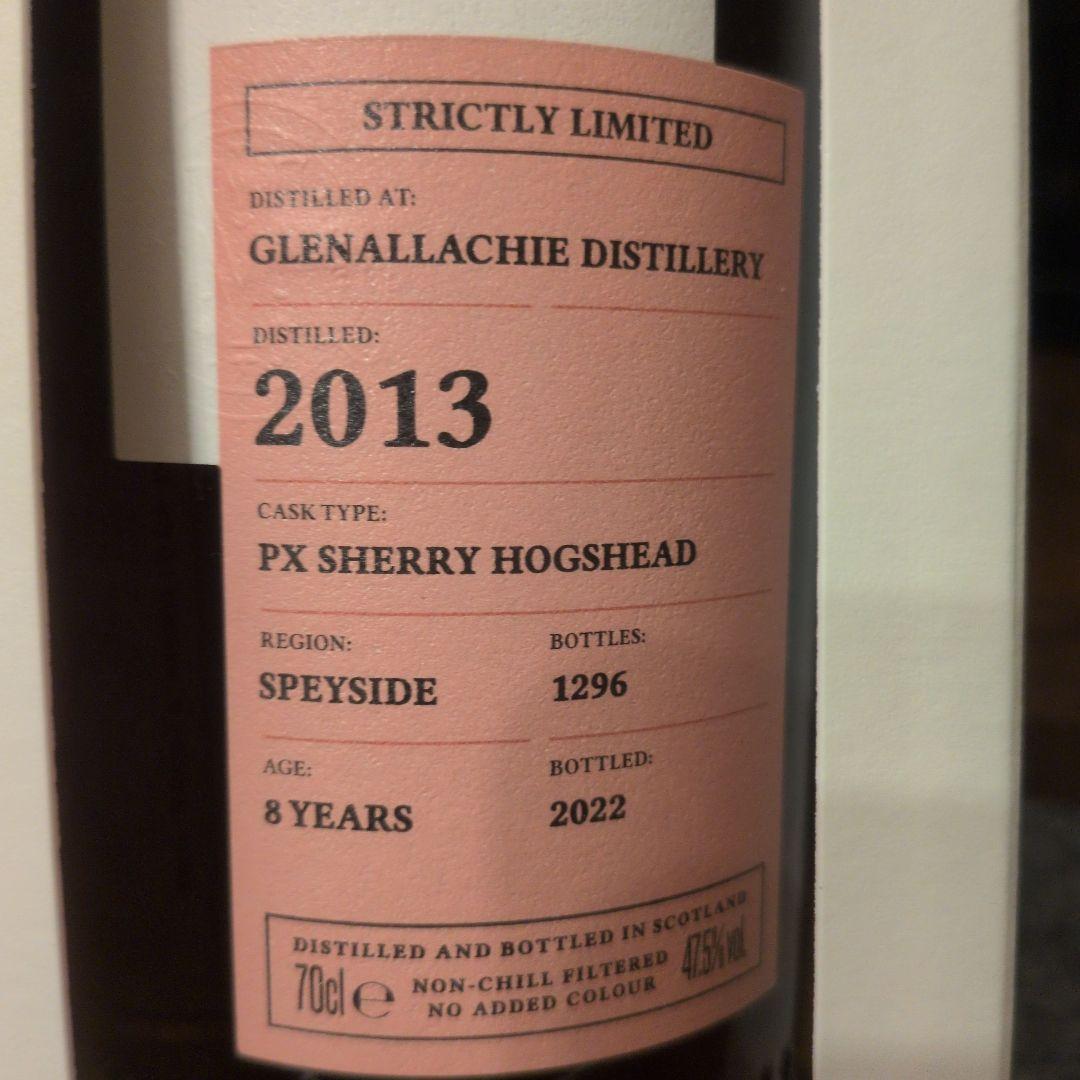 STRICTLY LIMITED
DISTILLED AT:
GLENALLACHIE DISTILLERY
DISTILLED:
2013
CASK TYPE:
PX SHERRY HOGSHEAD
REGION:
SPEYSIDE
BOTTLES:
1296
AGE:
8 YEARS
BOTTLED:
2022
DISTILLED AND BOTTLED IN SCOTLAND
70cl ℮
NON-CHILL FILTERED
NO ADDED COLOUR
47.5% vol.